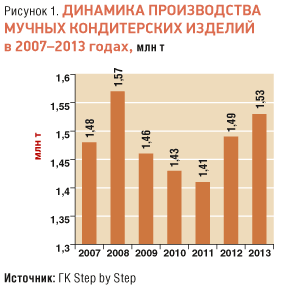 Рисунок 1. ДИНАМИКА ПРОИЗВОДСТВА
МУЧНЫХ КОНДИТЕРСКИХ ИЗДЕЛИЙ
в 2007–2013 годах, млн т
млн т
1,6
1,55
1,5
1,45
1,4
1,35
1,3
1,48
1,57
1,46
1,43
1,41
1,49
1.53
2007 2008 2009 2010 2011 2012 2013
Источник: ГК Step by Step